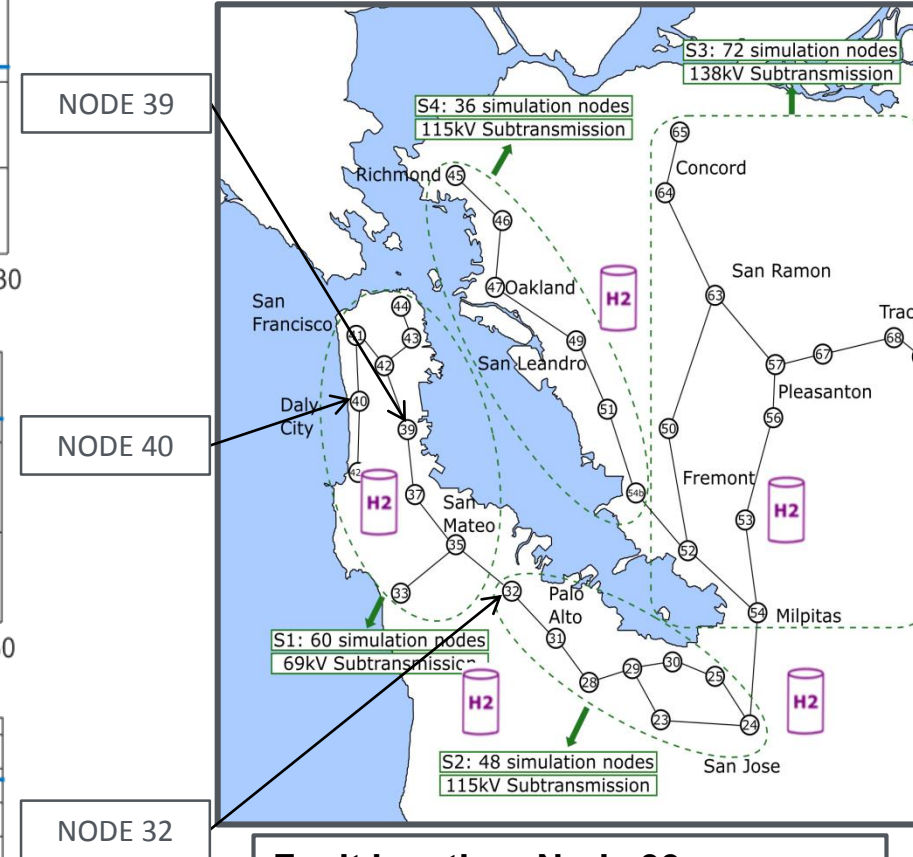 NODE 39
NODE 40
NODE 32
30
S3: 72 simulation nodes
138kV Subtransmission
S4: 36 simulation nodes
115kV Subtransmission
65
Concord
64
Richmond
45
46
San Ramon
63
47
Oakland
H2
San
Francisco
44
41
43
42
49
San Leandro
68
67
57
Pleasanton
Daly
City
40
39
51
56
50
42
H2
37
San
Mateo
Fremont
54b
53
H2
35
52
33
32
Palo
Alto
54
Milpitas
31
S1: 60 simulation nodes
69kV Subtransmission
28
29
30
25
H2
H2
23
24
S2: 48 simulation nodes
115kV Subtransmission
San Jose